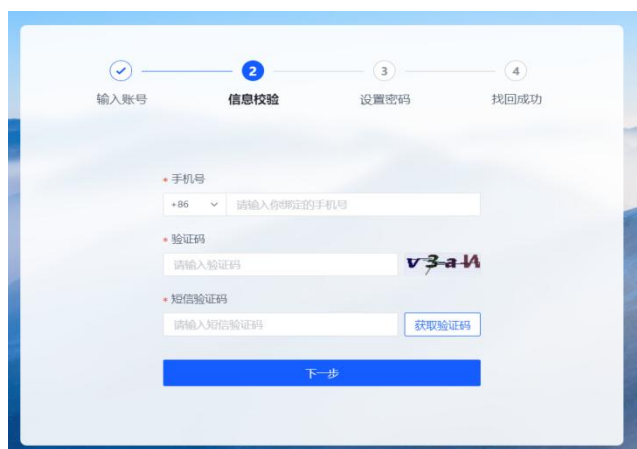 2 3 4
输入账号 信息校验 设置密码 找回成功
* 手机号
+86 请输入你绑定的手机号
* 验证码
请输入验证码
* 短信验证码
请输入短信验证码 获取验证码
下一步